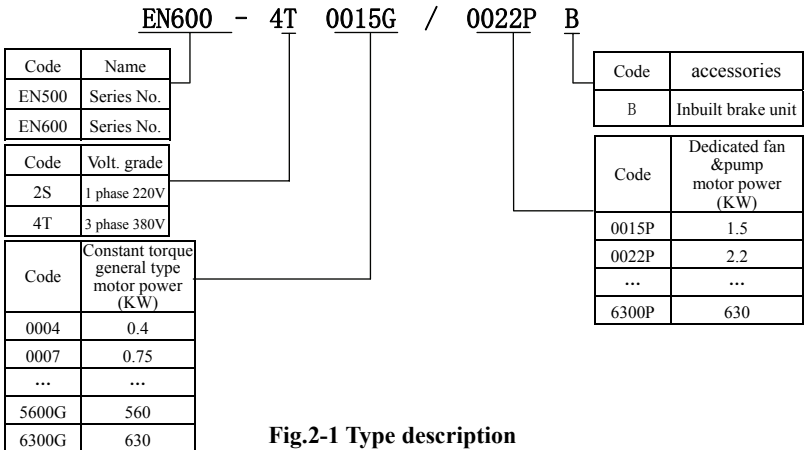 EN600 - 4T 0015G / 0022P B
Code Name
EN500 Series No.
EN600 Series No.
Code Volt. grade
2S 1 phase 220V
4T 3 phase 380V
Code Constant torque
general type
motor power
(KW)
0004 0.4
0007 0.75
... ...
5600G 560
6300G 630
Code accessories
B Inbuilt brake unit
Code Dedicated fan
&pump
motor power
(KW)
0015P 1.5
0022P 2.2
... ...
6300P 630
Fig.2-1 Type description